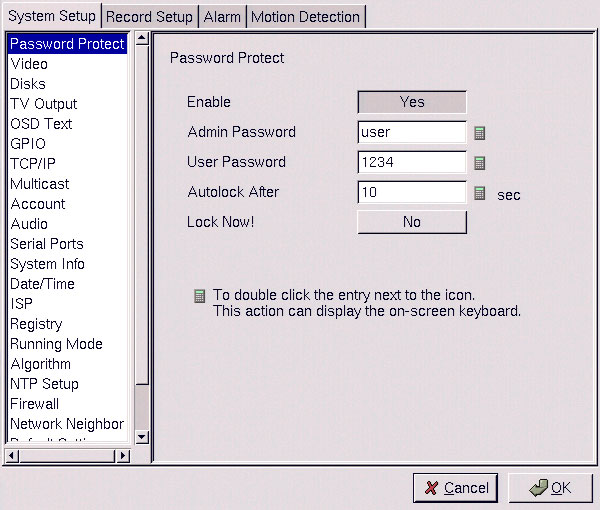 System Setup Record Setup Alarm Motion Detection
Password Protect
Video
Disks
TV Output
OSD Text
GPIO
TCP/IP
Multicast
Account
Audio
Serial Ports
System Info
Date/Time
ISP
Registry
Running Mode
Algorithm
NTP Setup
Firewall
Network Neighbor
Password Protect
Enable Yes
Admin Password user
User Password 1234
Autolock After 10 sec
Lock Now! No
To double click the entry next to the icon.
This action can display the on-screen keyboard.
Cancel OK